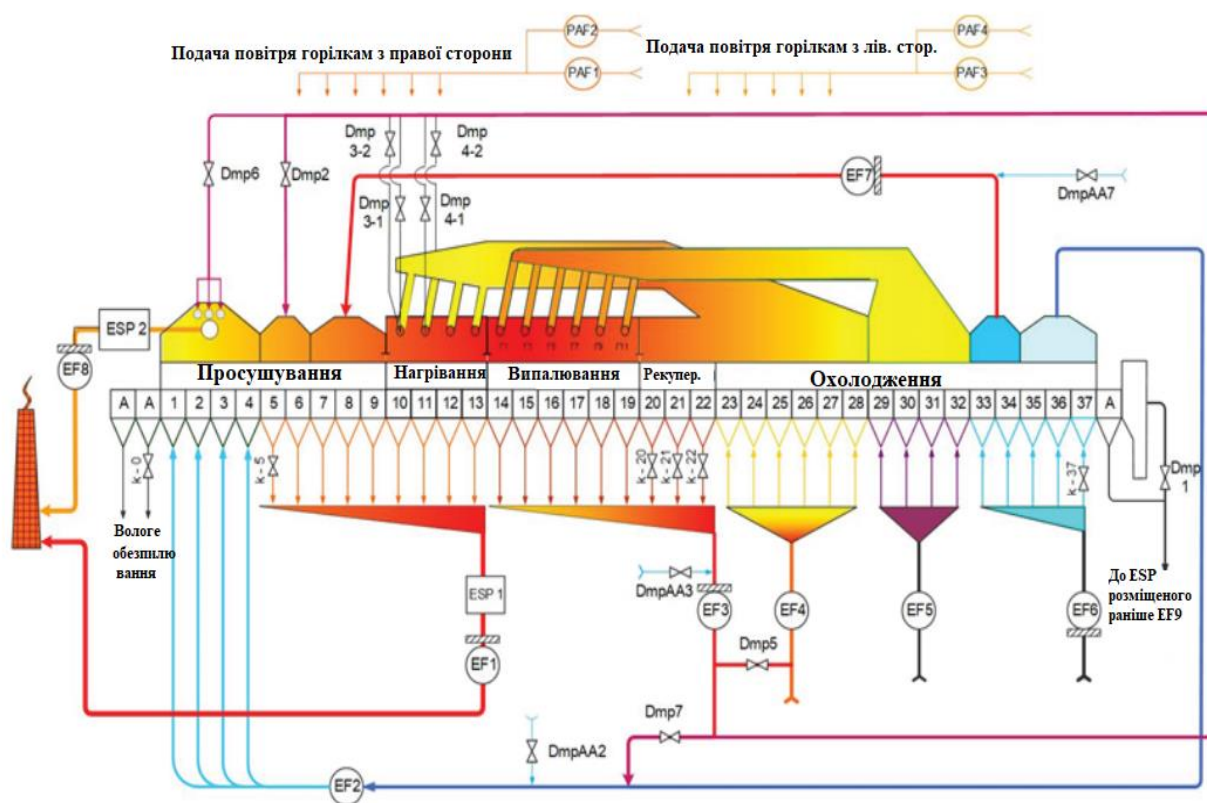 PAF2
PAF4
Подача повітря горілкам з правої сторони
Подача повітря горілкам з лів. стор.
PAF1
PAF3
Dmp
3-2
Dmp
4-2
Dmp6
Dmp2
EF7
DmpAA7
Dmp
3-1
Dmp
4-1
ESP 2
EF8
Просушування
Нагрівання
Випалювання
Рекупер.
Охолодження
A A 1 2 3 4 5 6 7 8 9 10 11 12 13 14 15 16 17 18 19 20 21 22 23 24 25 26 27 28 29 30 31 32 33 34 35 36 37 A
k-0
k-5
k-20
k-21
k-22
k-37
Dmp
1
Вологе
обезпилю
вання
ESP 1
DmpAA3
EF3
EF4
EF5
EF6
До ESP
розміщеного
раніше EF9
EF1
Dmp5
Dmp7
DmpAA2
EF2